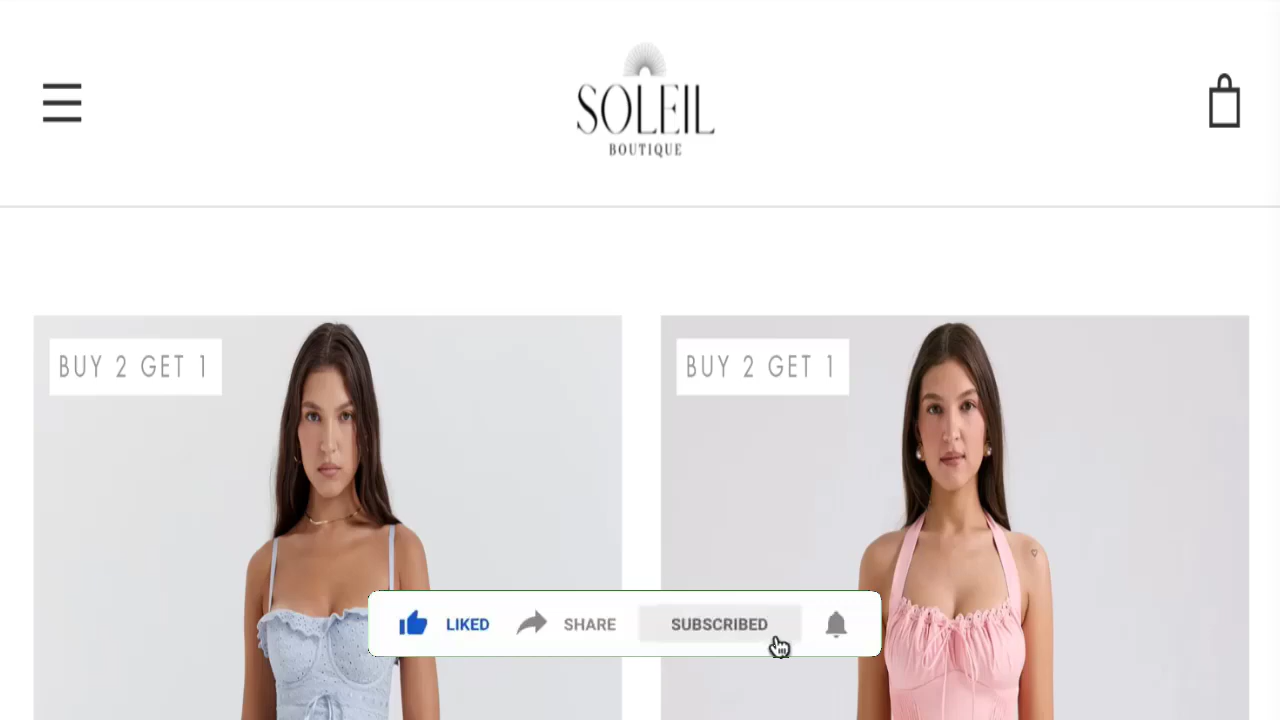 SOLEIL
BOUTIQUE
BUY 2 GET 1
BUY 2 GET 1
LIKED SHARE SUBSCRIBED